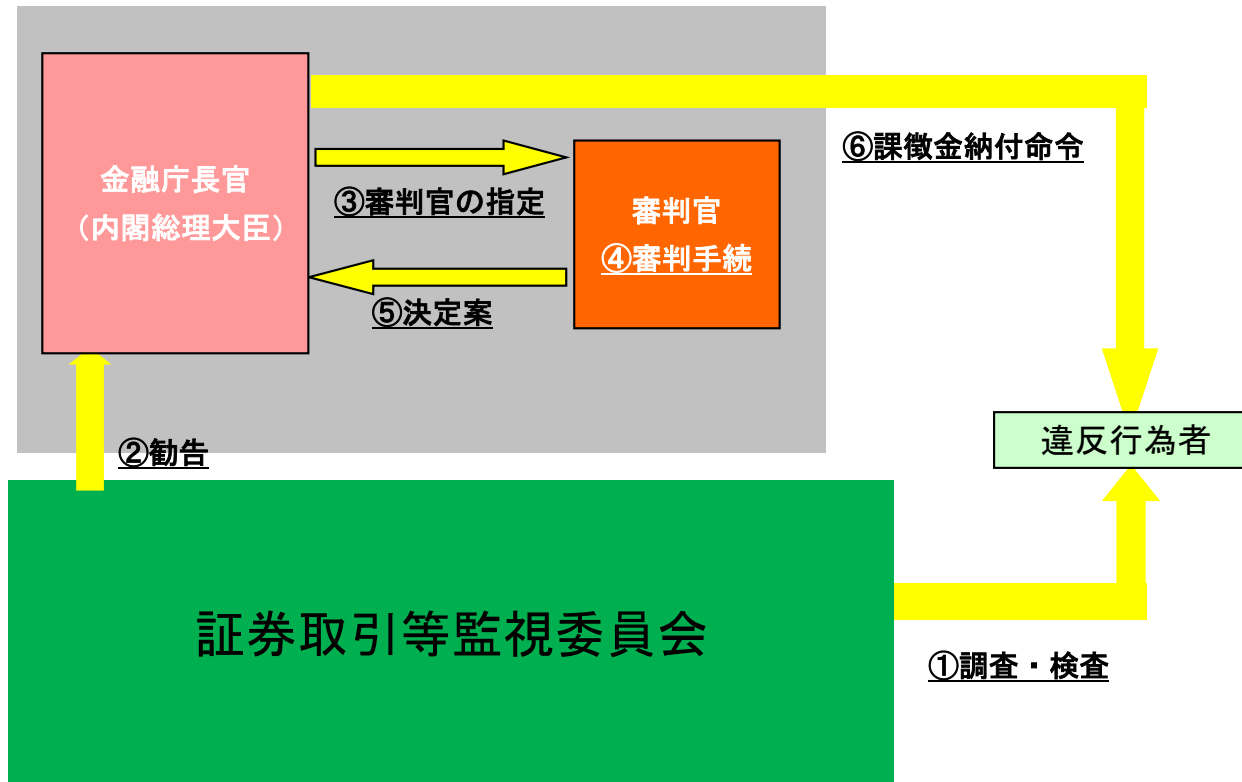 金融庁長官
（内閣総理大臣）
③審判官の指定
審判官
④審判手続
⑤決定案
⑥課徴金納付命令
違反行為者
②勧告
証券取引等監視委員会
①調査・検査